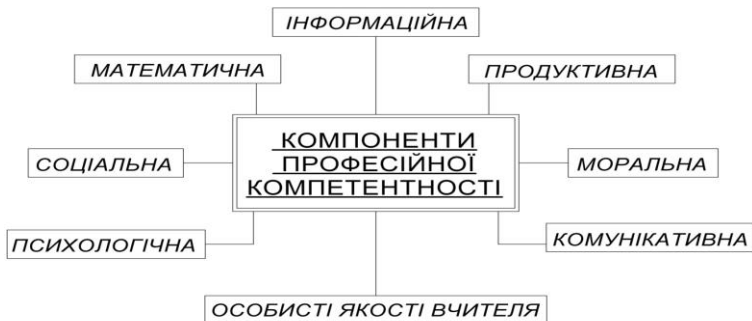 ІНФОРМАЦІЙНА
МАТЕМАТИЧНА
ПРОДУКТИВНА
КОМПОНЕНТИ
ПРОФЕСІЙНОЇ
КОМПЕТЕНТНОСТІ
СОЦІАЛЬНА
МОРАЛЬНА
ПСИХОЛОГІЧНА
КОМУНІКАТИВНА
ОСОБИСТІ ЯКОСТІ ВЧИТЕЛЯ